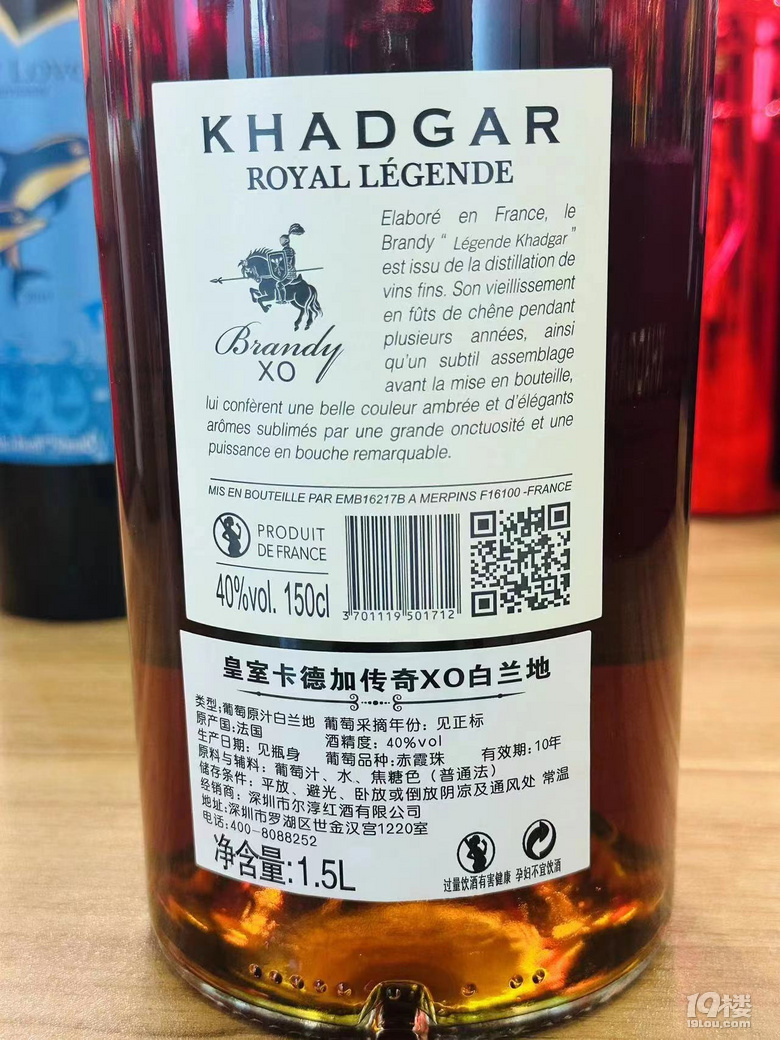 LOVO
KHADGAR
ROYAL LÉGENDE
Elaboré en France, le
Brandy “ Légende Khadgar ”
est issu de la distillation de
vins fins. Son vieillissement
en fûts de chêne pendant
plusieurs années, ainsi
qu'un subtil assemblage
avant la mise en bouteille,
lui confèrent une belle couleur ambrée et d'élégants
arômes sublimés par une grande onctuosité et une
puissance en bouche remarquable.
Brandy
XO
MIS EN BOUTEILLE PAR EMB16217B A MERPINS F16100 -FRANCE
PRODUIT
DE FRANCE
40%vol. 150cl
3 701119 501712
皇室卡德加传奇XO白兰地
类型:葡萄原汁白兰地 葡萄采摘年份: 见正标
原产国:法国 酒精度: 40%vol
生产日期: 见瓶身 葡萄品种:赤霞珠 有效期:10年
原料与辅料: 葡萄汁、水、焦糖色（普通法）
储存条件: 平放、避光、卧放或倒放阴凉及通风处 常温
经销商: 深圳市尔淳红酒有限公司
地址:深圳市罗湖区世金汉宫1220室
电话:400-8088252
净含量:1.5L
过量饮酒有害健康 孕妇不宜饮酒
19楼
19lou.com